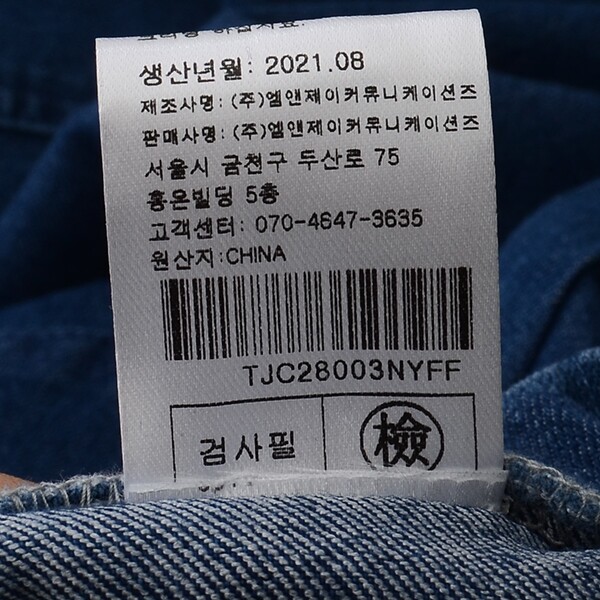 생산년월: 2021.08
제조사명: (주)엠앤제이커뮤니케이션즈
판매사명: (주)엠앤제이커뮤니케이션즈
서울시 금천구 두산로 75
홍은빌딩 5층
고객센터: 070-4647-3635
원산지:CHINA
TJC28003NYFF
검사필 檢